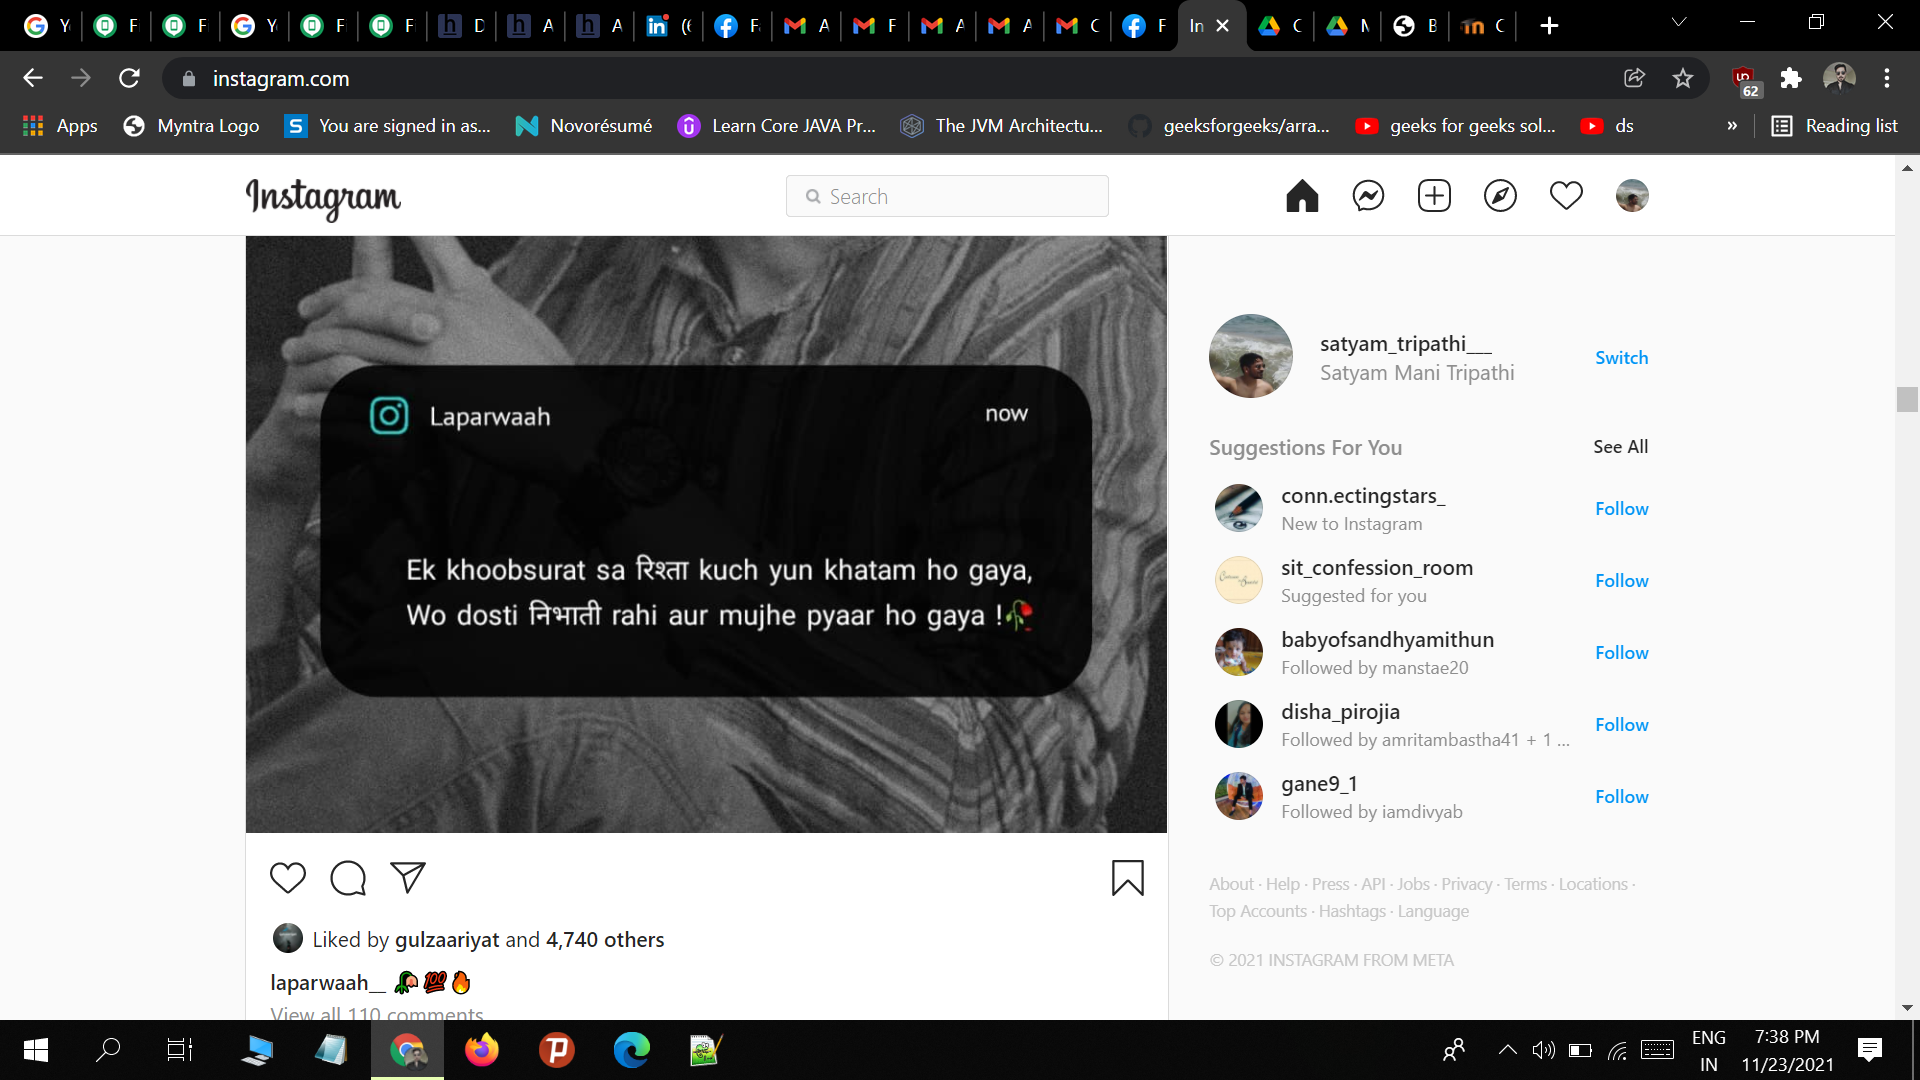 instagram.com
62
Apps
Myntra Logo
You are signed in as...
Novorésumé
Learn Core JAVA Pr...
The JVM Architectu...
geeksforgeeks/arra...
geeks for geeks sol...
ds
»
Reading list
Instagram
Search
Laparwaah
now
Ek khoobsurat sa रिश्ता kuch yun khatam ho gaya,
Wo dosti निभाती rahi aur mujhe pyaar ho gaya !🥀
Liked by gulzaariyat and 4,740 others
laparwaah__ 🥀💯🔥
View all 110 comments
satyam_tripathi___
Satyam Mani Tripathi
Switch
Suggestions For You
See All
conn.ectingstars_
New to Instagram
Follow
sit_confession_room
Suggested for you
Follow
babyofsandhyamithun
Followed by manstae20
Follow
disha_pirojia
Followed by amritambastha41 + 1 ...
Follow
gane9_1
Followed by iamdivyab
Follow
About · Help · Press · API · Jobs · Privacy · Terms · Locations ·
Top Accounts · Hashtags · Language
© 2021 INSTAGRAM FROM META
ENG
IN
7:38 PM
11/23/2021